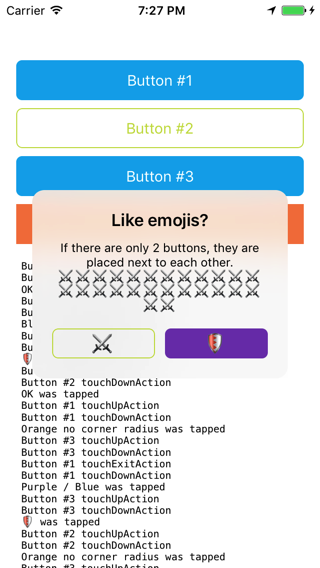 Carrier 7:27 PM
Button #1
Button #2
Button #3
Like emojis?
If there are only 2 buttons, they are
placed next to each other.
⚔⚔⚔⚔⚔⚔⚔⚔⚔⚔⚔⚔
⚔⚔⚔⚔⚔⚔⚔⚔⚔⚔⚔⚔
⚔⚔
⚔ 🛡
Bu
Bu
OK
Bu
Bu
Bl
Bu
Bu
🛡
Bu
Button #2 touchDownAction
OK was tapped
Button #1 touchUpAction
Button #1 touchDownAction
Orange no corner radius was tapped
Button #3 touchUpAction
Button #3 touchDownAction
Button #1 touchExitAction
Button #1 touchDownAction
Purple / Blue was tapped
Button #3 touchUpAction
Button #3 touchDownAction
🛡 was tapped
Button #2 touchUpAction
Button #2 touchDownAction
Orange no corner radius was tapped
Button #3 touchUpAction